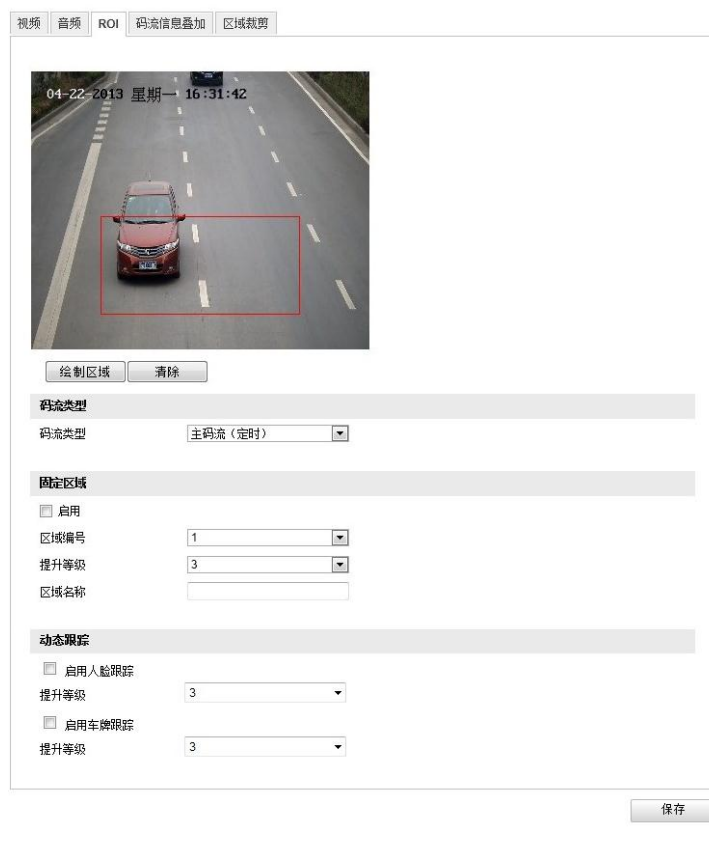 视频 音频 ROI 码流信息叠加 区域裁剪
04-22-2013 星期一 16:31:42
绘制区域 清除
码流类型
码流类型 主码流（定时）
固定区域
启用
区域编号 1
提升等级 3
区域名称
动态跟踪
启用人脸跟踪
提升等级 3
启用车牌跟踪
提升等级 3
保存